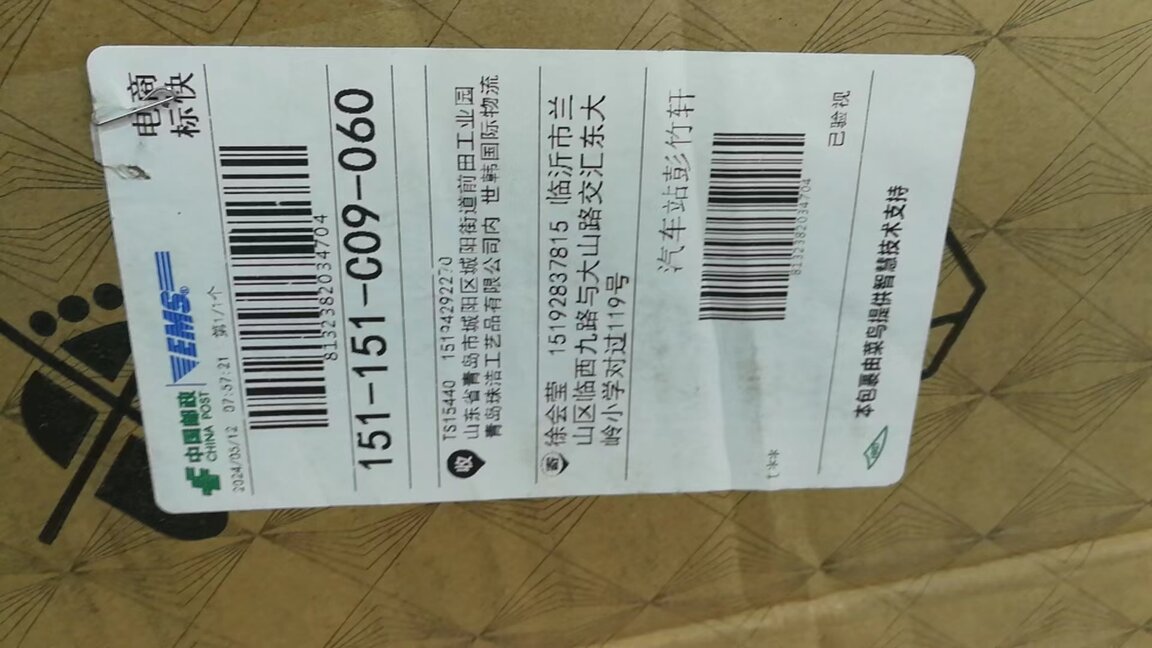 电商
标快
中国邮政
CHINA POST
EMS®
2024/05/12 07:57:21 第1/1个
8132382034704
151-151-C09-060
收
TS15440 15194292270
山东省青岛市城阳区城阳街道前田工业园
青岛珠洁工艺品有限公司内 世韩国际物流
寄
徐会莹 15192837815 临沂市兰
山区临西九路与大山路交汇东大
岭小学对过119号
汽车站彭竹轩
8132382034704
已验视
t**
本包裹由菜鸟提供智慧技术支持